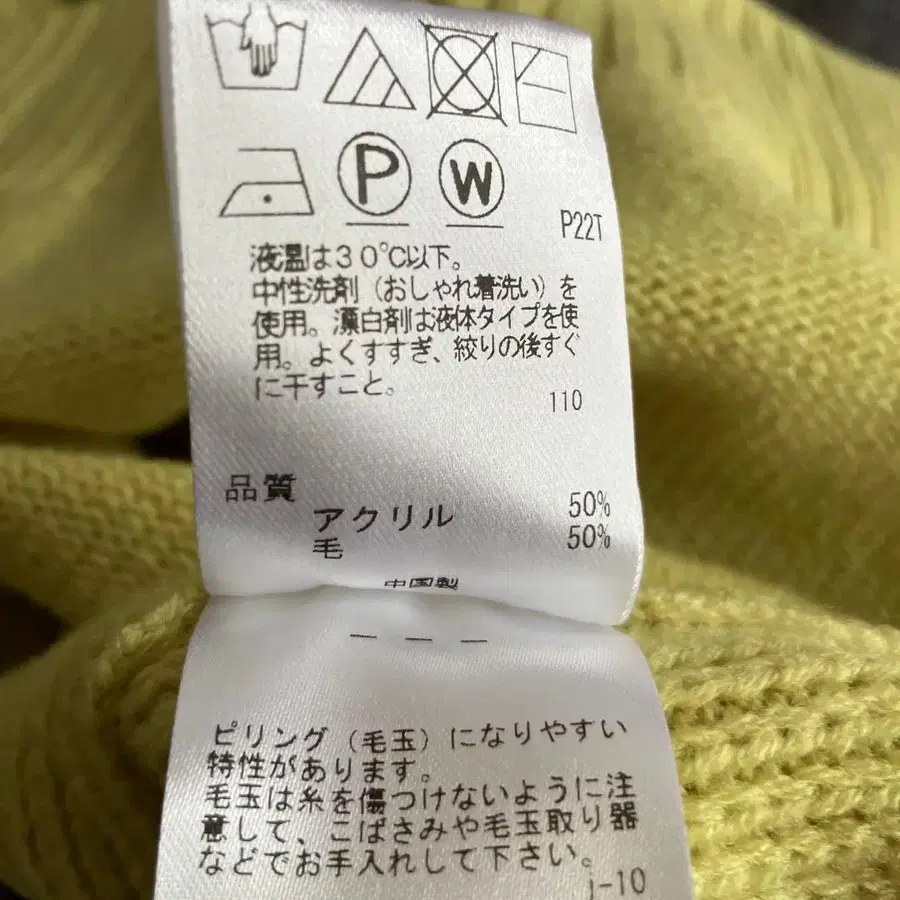 P W
P22T
液温は30℃以下。
中性洗剤（おしゃれ着洗い）を
使用。漂白剤は液体タイプを使
用。よくすすぎ、絞りの後すぐ
に干すこと。
110
品質
アクリル 50%
毛 50%
中国製
ピリング（毛玉）になりやすい
特性があります。
毛玉は糸を傷つけないように注
意して、こばさみや毛玉取り器
などでお手入れして下さい。
j-10